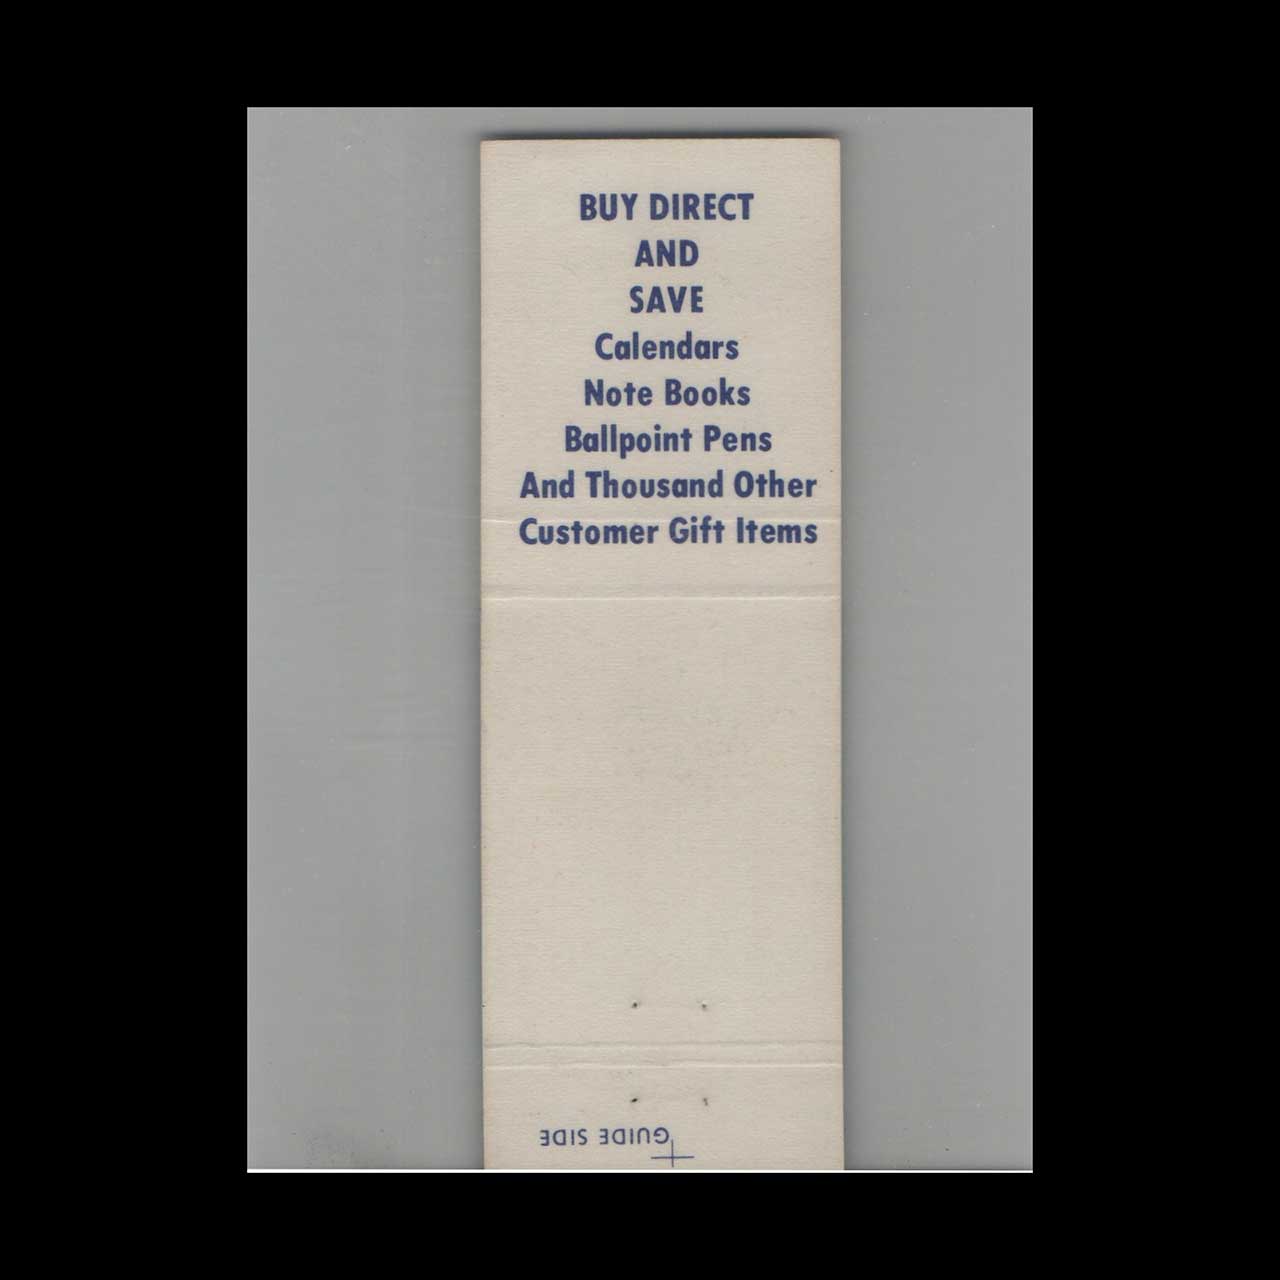 BUY DIRECT
AND
SAVE
Calendars
Note Books
Ballpoint Pens
And Thousand Other
Customer Gift Items
GUIDE SIDE